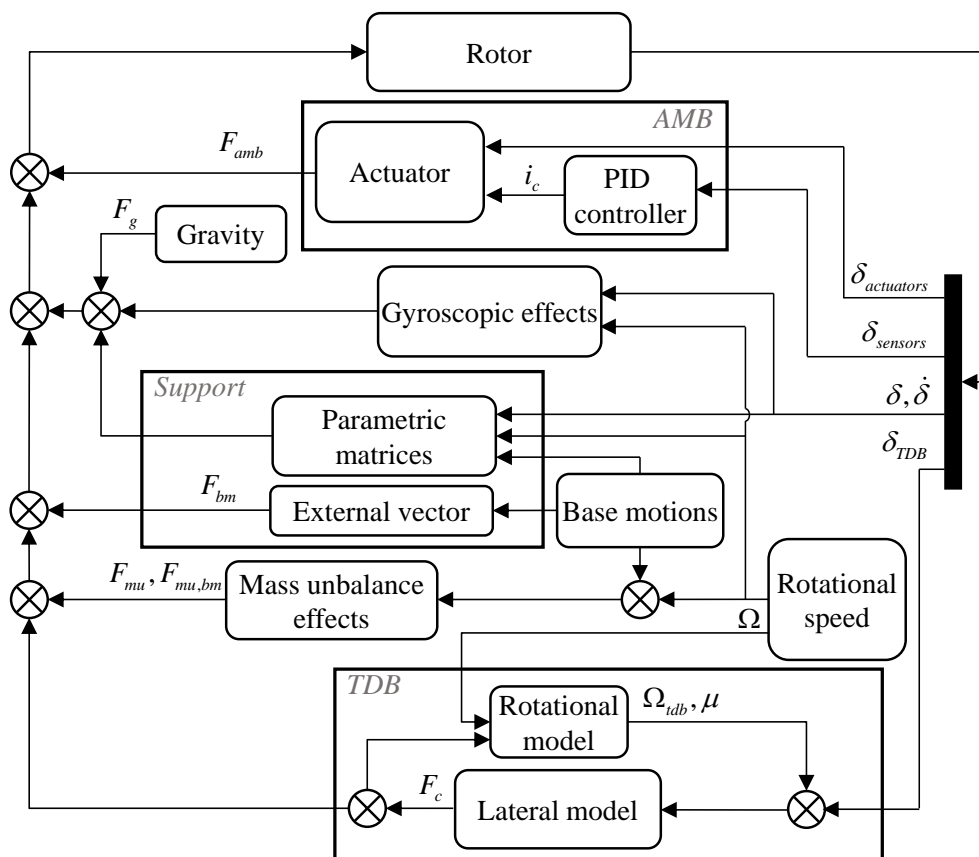 Rotor
AMB
F_amb
Actuator
i_c
PID
controller
F_g
Gravity
δ_actuators
Gyroscopic effects
δ_sensors
Support
δ, δ̇
Parametric
matrices
δ_TDB
F_bm
External vector
Base motions
F_mu, F_mu,bm
Mass unbalance
effects
Rotational
speed
Ω
TDB
Rotational
model
Ω_tdb, μ
F_c
Lateral model